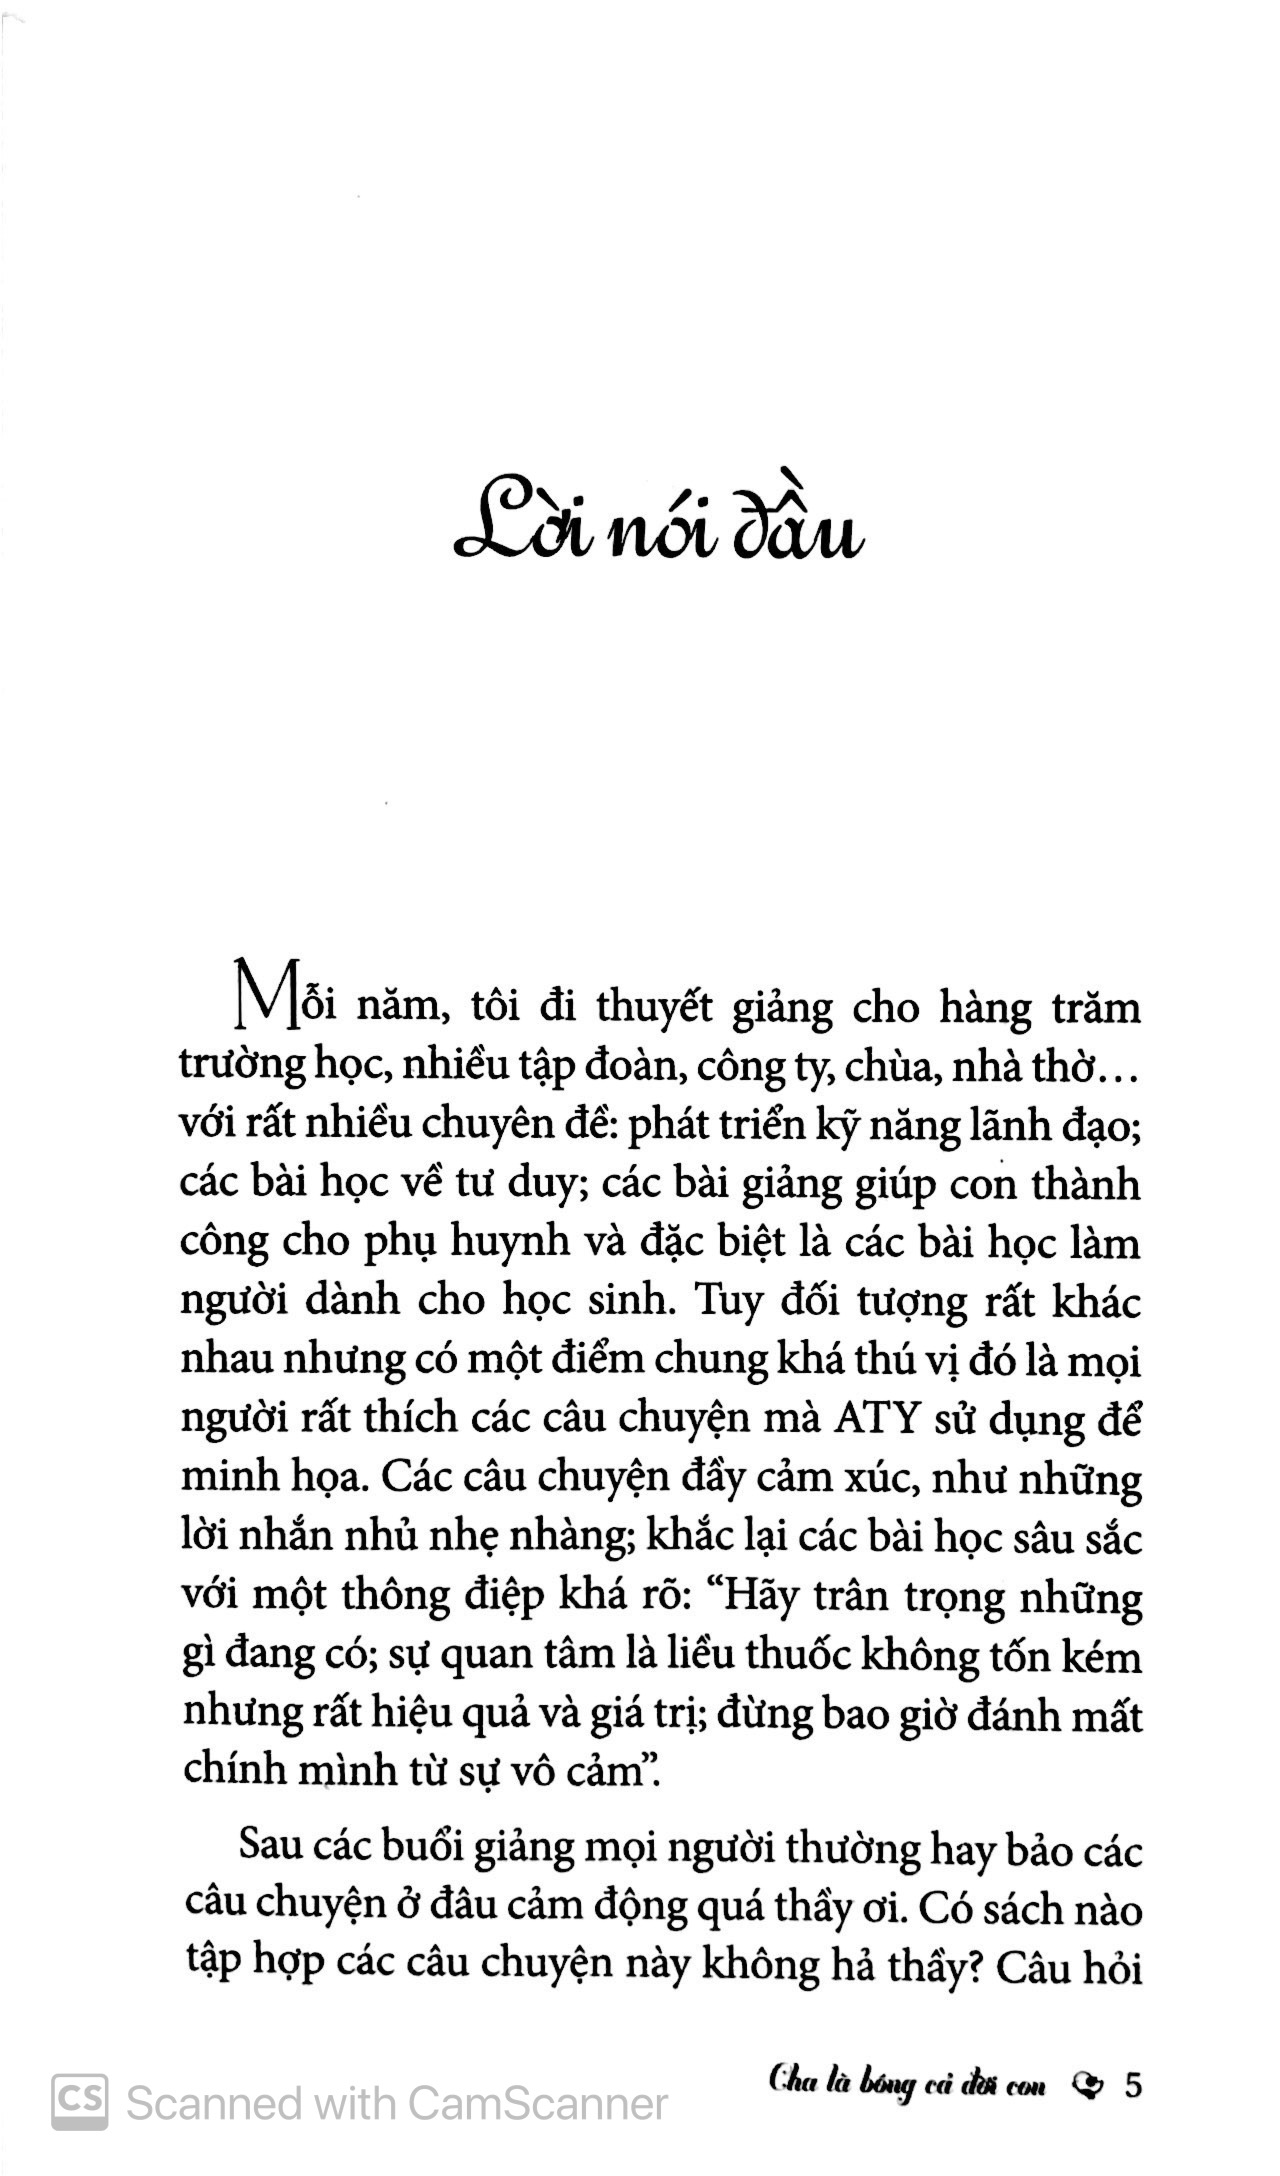 Lời nói đầu
Mỗi năm, tôi đi thuyết giảng cho hàng trăm
trường học, nhiều tập đoàn, công ty, chùa, nhà thờ…
với rất nhiều chuyên đề: phát triển kỹ năng lãnh đạo;
các bài học về tư duy; các bài giảng giúp con thành
công cho phụ huynh và đặc biệt là các bài học làm
người dành cho học sinh. Tuy đối tượng rất khác
nhau nhưng có một điểm chung khá thú vị đó là mọi
người rất thích các câu chuyện mà ATY sử dụng để
minh họa. Các câu chuyện đầy cảm xúc, như những
lời nhắn nhủ nhẹ nhàng; khắc lại các bài học sâu sắc
với một thông điệp khá rõ: “Hãy trân trọng những
gì đang có; sự quan tâm là liều thuốc không tốn kém
nhưng rất hiệu quả và giá trị; đừng bao giờ đánh mất
chính mình từ sự vô cảm”.
Sau các buổi giảng mọi người thường hay bảo các
câu chuyện ở đâu cảm động quá thầy ơi. Có sách nào
tập hợp các câu chuyện này không hả thầy? Câu hỏi
Cha là bóng cả đời con 5
CS Scanned with CamScanner